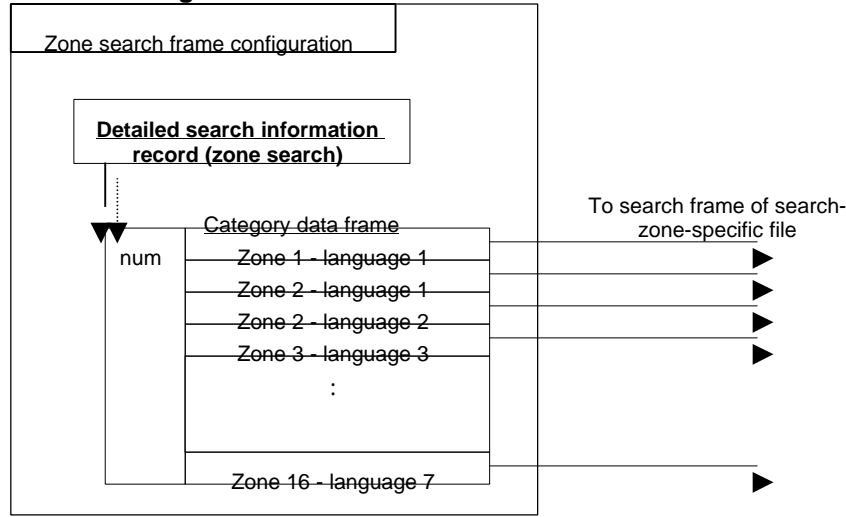 Zone search frame configuration
Detailed search information
record (zone search)
To search frame of search-
zone-specific file
Category data frame
num
Zone 1 - language 1
Zone 2 - language 1
Zone 2 - language 2
Zone 3 - language 3
:
Zone 16 - language 7